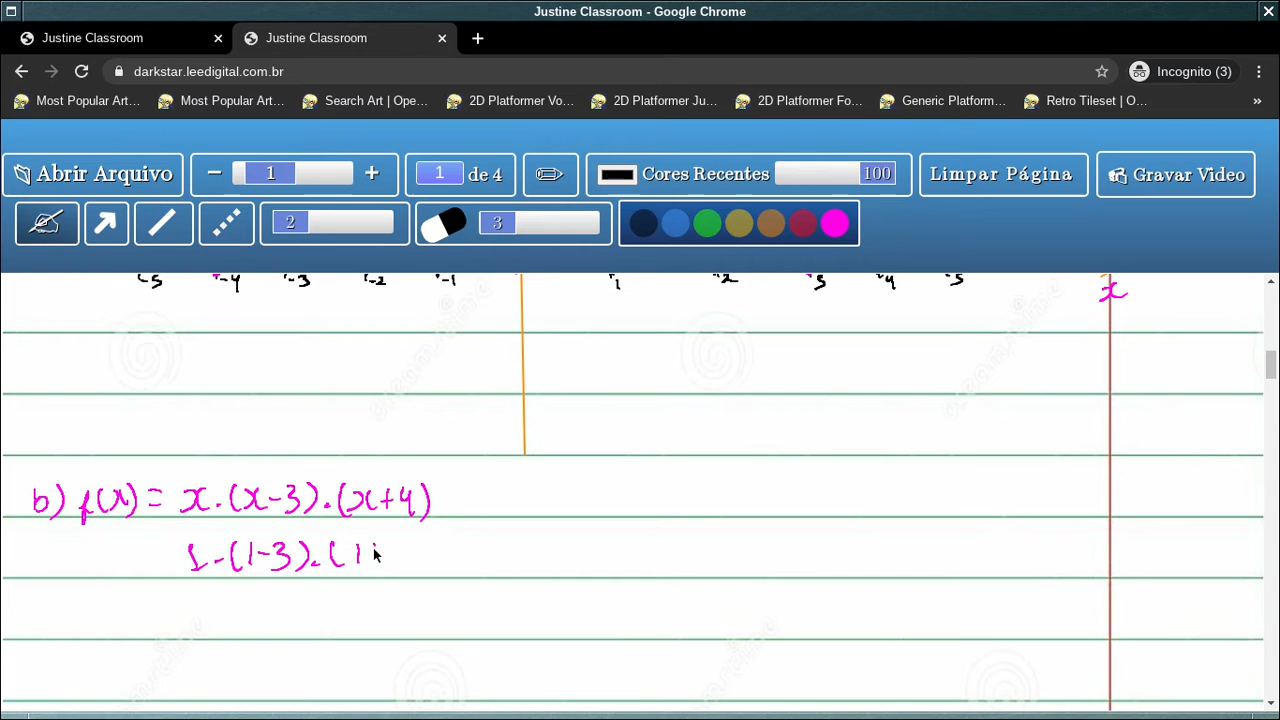 Justine Classroom - Google Chrome
Justine Classroom
Justine Classroom
darkstar.leedigital.com.br
Incognito (3)
Most Popular Art…
Most Popular Art…
Search Art | Ope…
2D Platformer Vo…
2D Platformer Ju…
2D Platformer Fo…
Generic Platform…
Retro Tileset | O…
Abrir Arquivo
− 1 +
1 de 4
Cores Recentes 100
Limpar Página
Gravar Video
2
3
-5 -4 -3 -2 -1 1 2 3 4 5
x
b) f(x) = x.(x-3).(x+4)
1.(1-3).(1